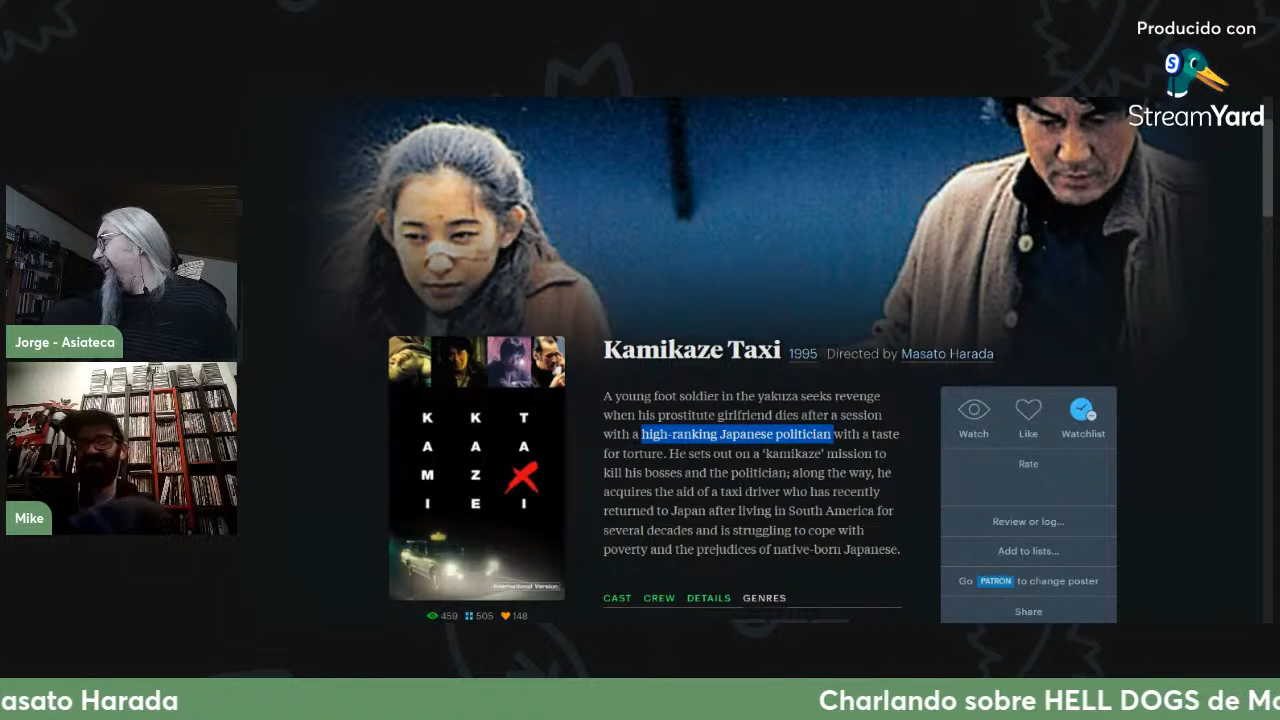 Producido con
StreamYard
Jorge - Asiateca
Mike
Kamikaze Taxi 1995 Directed by Masato Harada
A young foot soldier in the yakuza seeks revenge
when his prostitute girlfriend dies after a session
with a high-ranking Japanese politician with a taste
for torture. He sets out on a ‘kamikaze’ mission to
kill his bosses and the politician; along the way, he
acquires the aid of a taxi driver who has recently
returned to Japan after living in South America for
several decades and is struggling to cope with
poverty and the prejudices of native-born Japanese.
CAST CREW DETAILS GENRES
K K T
A A A
M Z X
I E I
International Version
459 505 148
Watch Like Watchlist
Rate
Review or log...
Add to lists...
Go PATRON to change poster
Share
asato Harada
Charlando sobre HELL DOGS de Ma